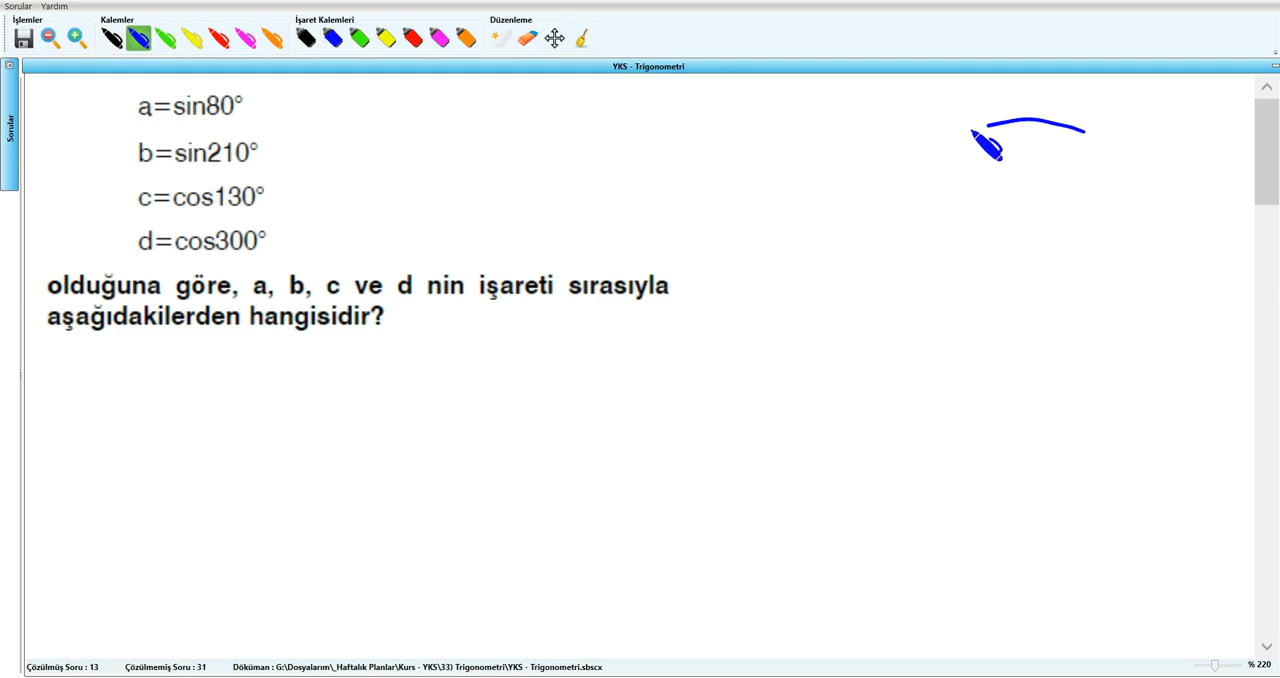 Sorular Yardım
İşlemler Kalemler İşaret Kalemleri Düzenleme
YKS - Trigonometri
Sorular
a=sin80°
b=sin210°
c=cos130°
d=cos300°
olduğuna göre, a, b, c ve d nin işareti sırasıyla
aşağıdakilerden hangisidir?
Çözülmüş Soru : 13 Çözülmemiş Soru : 31 Döküman : G:\Dosyalarım\_Haftalık Planlar\Kurs - YKS\33) Trigonometri\YKS - Trigonometri.sbscx % 220